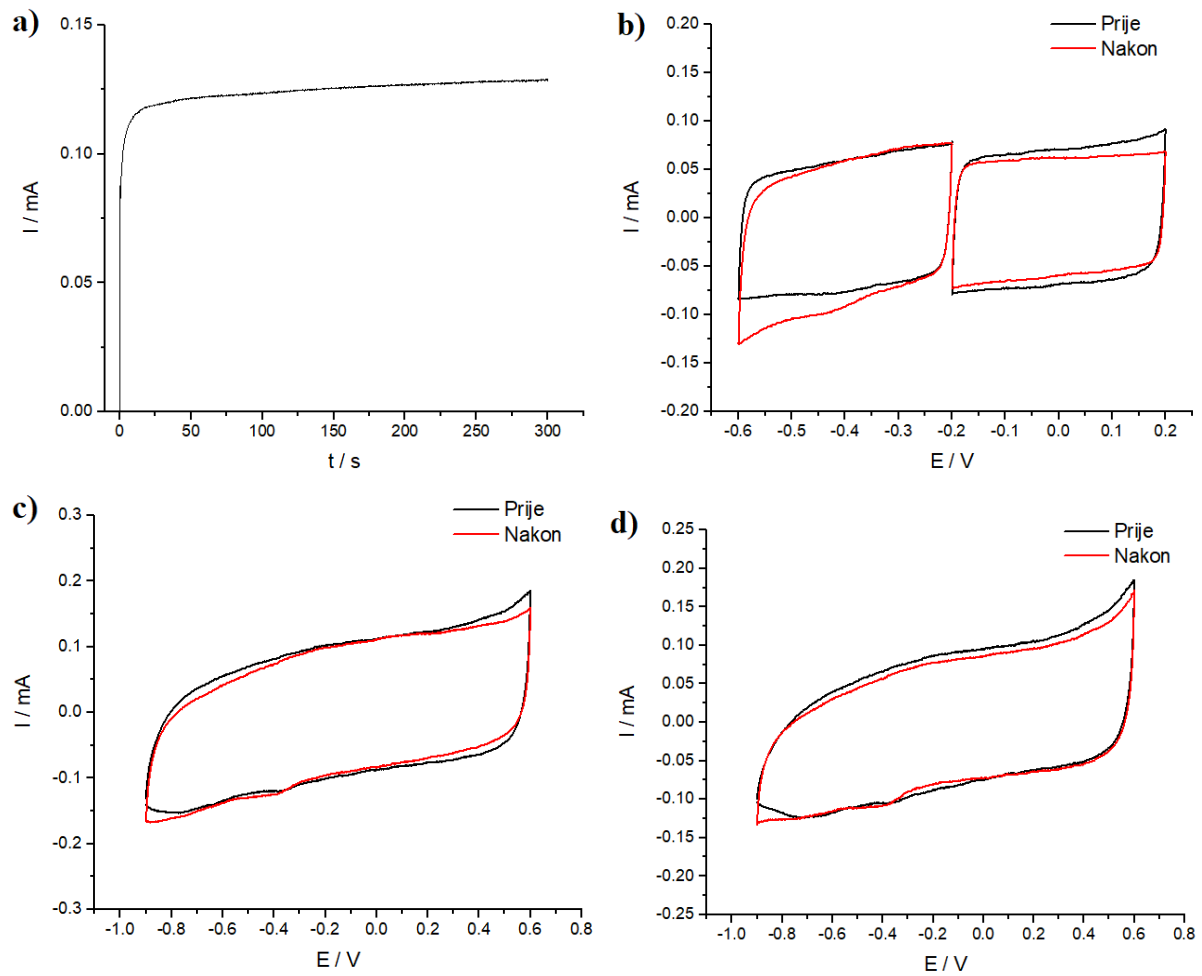 a)
0.15
0.10
0.05
0.00
I / mA
0 50 100 150 200 250 300
t / s
b)
Prije
Nakon
0.20
0.15
0.10
0.05
0.00
-0.05
-0.10
-0.15
-0.20
I / mA
-0.6 -0.5 -0.4 -0.3 -0.2 -0.1 0.0 0.1 0.2
E / V
c)
Prije
Nakon
0.3
0.2
0.1
0.0
-0.1
-0.2
-0.3
I / mA
-1.0 -0.8 -0.6 -0.4 -0.2 0.0 0.2 0.4 0.6 0.8
E / V
d)
Prije
Nakon
0.25
0.20
0.15
0.10
0.05
0.00
-0.05
-0.10
-0.15
-0.20
-0.25
I / mA
-1.0 -0.8 -0.6 -0.4 -0.2 0.0 0.2 0.4 0.6 0.8
E / V